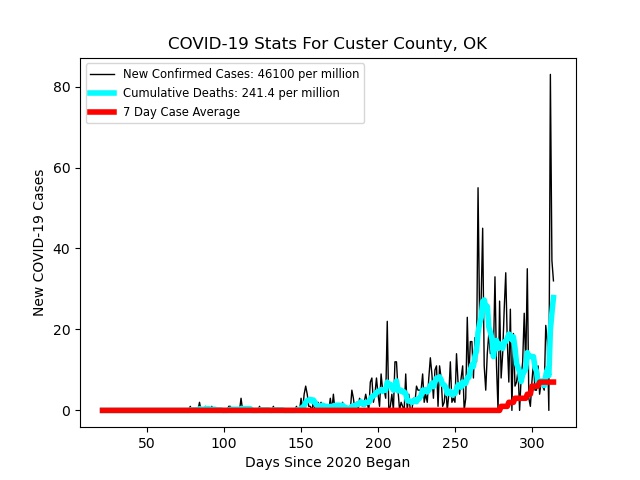 COVID-19 Stats For Custer County, OK
New Confirmed Cases: 46100 per million
Cumulative Deaths: 241.4 per million
7 Day Case Average
New COVID-19 Cases
80
60
40
20
0
50 100 150 200 250 300
Days Since 2020 Began